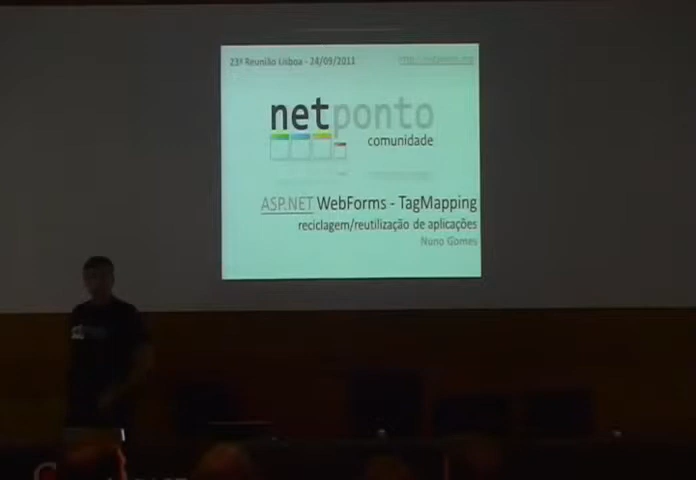 23ª Reunião Lisboa - 24/09/2011
netponto
comunidade
ASP.NET WebForms - TagMapping
reciclagem/reutilização de aplicações
Nuno Gomes